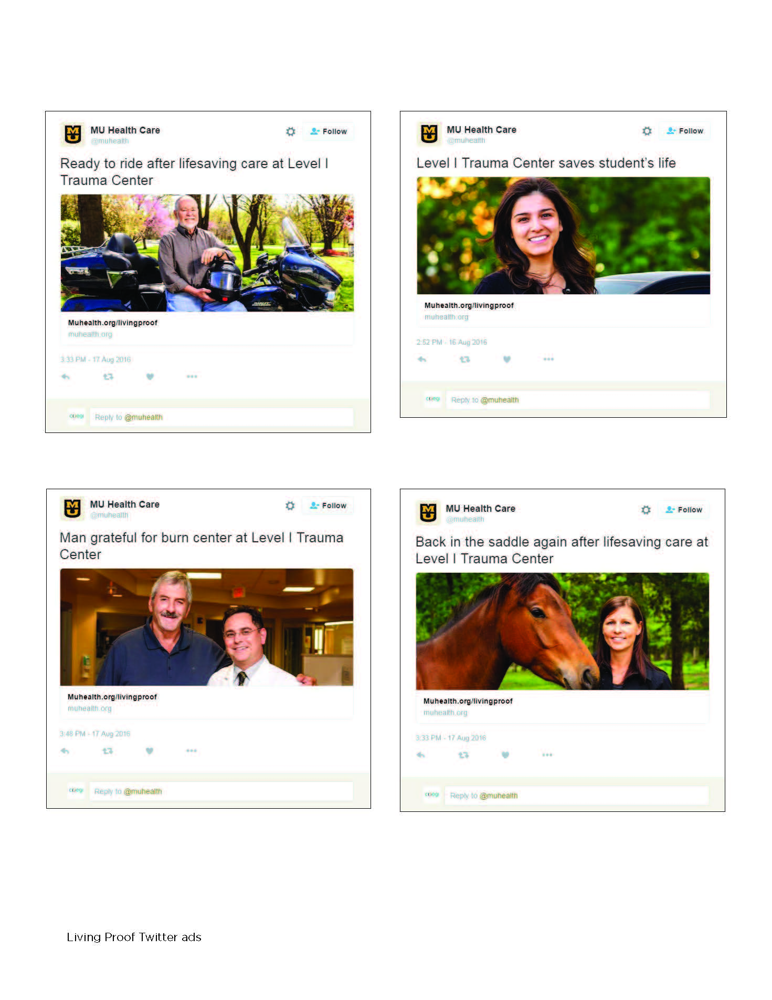 MU Health Care
@muhealth
Follow
Ready to ride after lifesaving care at Level I
Trauma Center
HARLEY-DAVIDSON
Muhealth.org/livingproof
muhealth.org
3:33 PM - 17 Aug 2016
coegi
Reply to @muhealth
MU Health Care
@muhealth
Follow
Level I Trauma Center saves student's life
Muhealth.org/livingproof
muhealth.org
2:52 PM - 16 Aug 2016
coegi
Reply to @muhealth
MU Health Care
@muhealth
Follow
Man grateful for burn center at Level I Trauma
Center
Muhealth.org/livingproof
muhealth.org
3:48 PM - 17 Aug 2016
coegi
Reply to @muhealth
MU Health Care
@muhealth
Follow
Back in the saddle again after lifesaving care at
Level I Trauma Center
Muhealth.org/livingproof
muhealth.org
3:33 PM - 17 Aug 2016
coegi
Reply to @muhealth
Living Proof Twitter ads